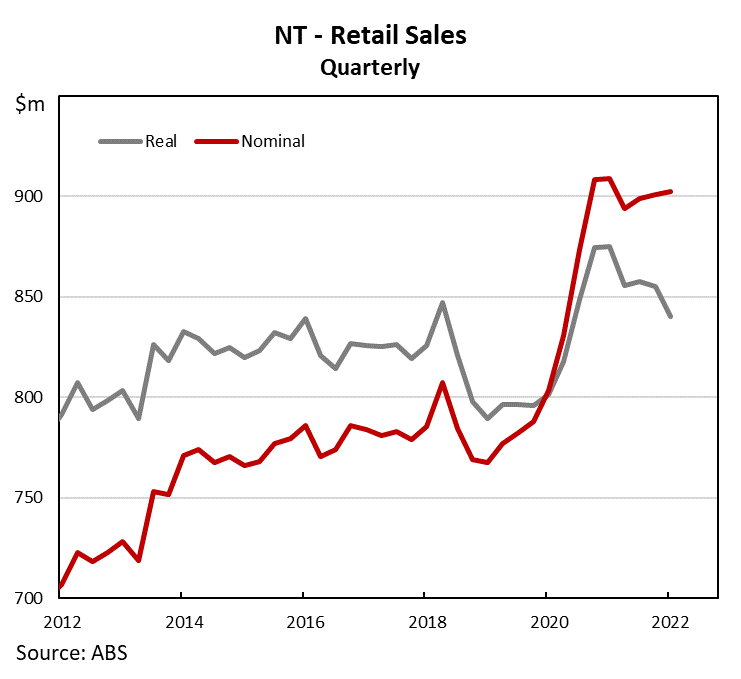 NT - Retail Sales
Quarterly
$m
Real Nominal
900
850
800
750
700
2012 2014 2016 2018 2020 2022
Source: ABS